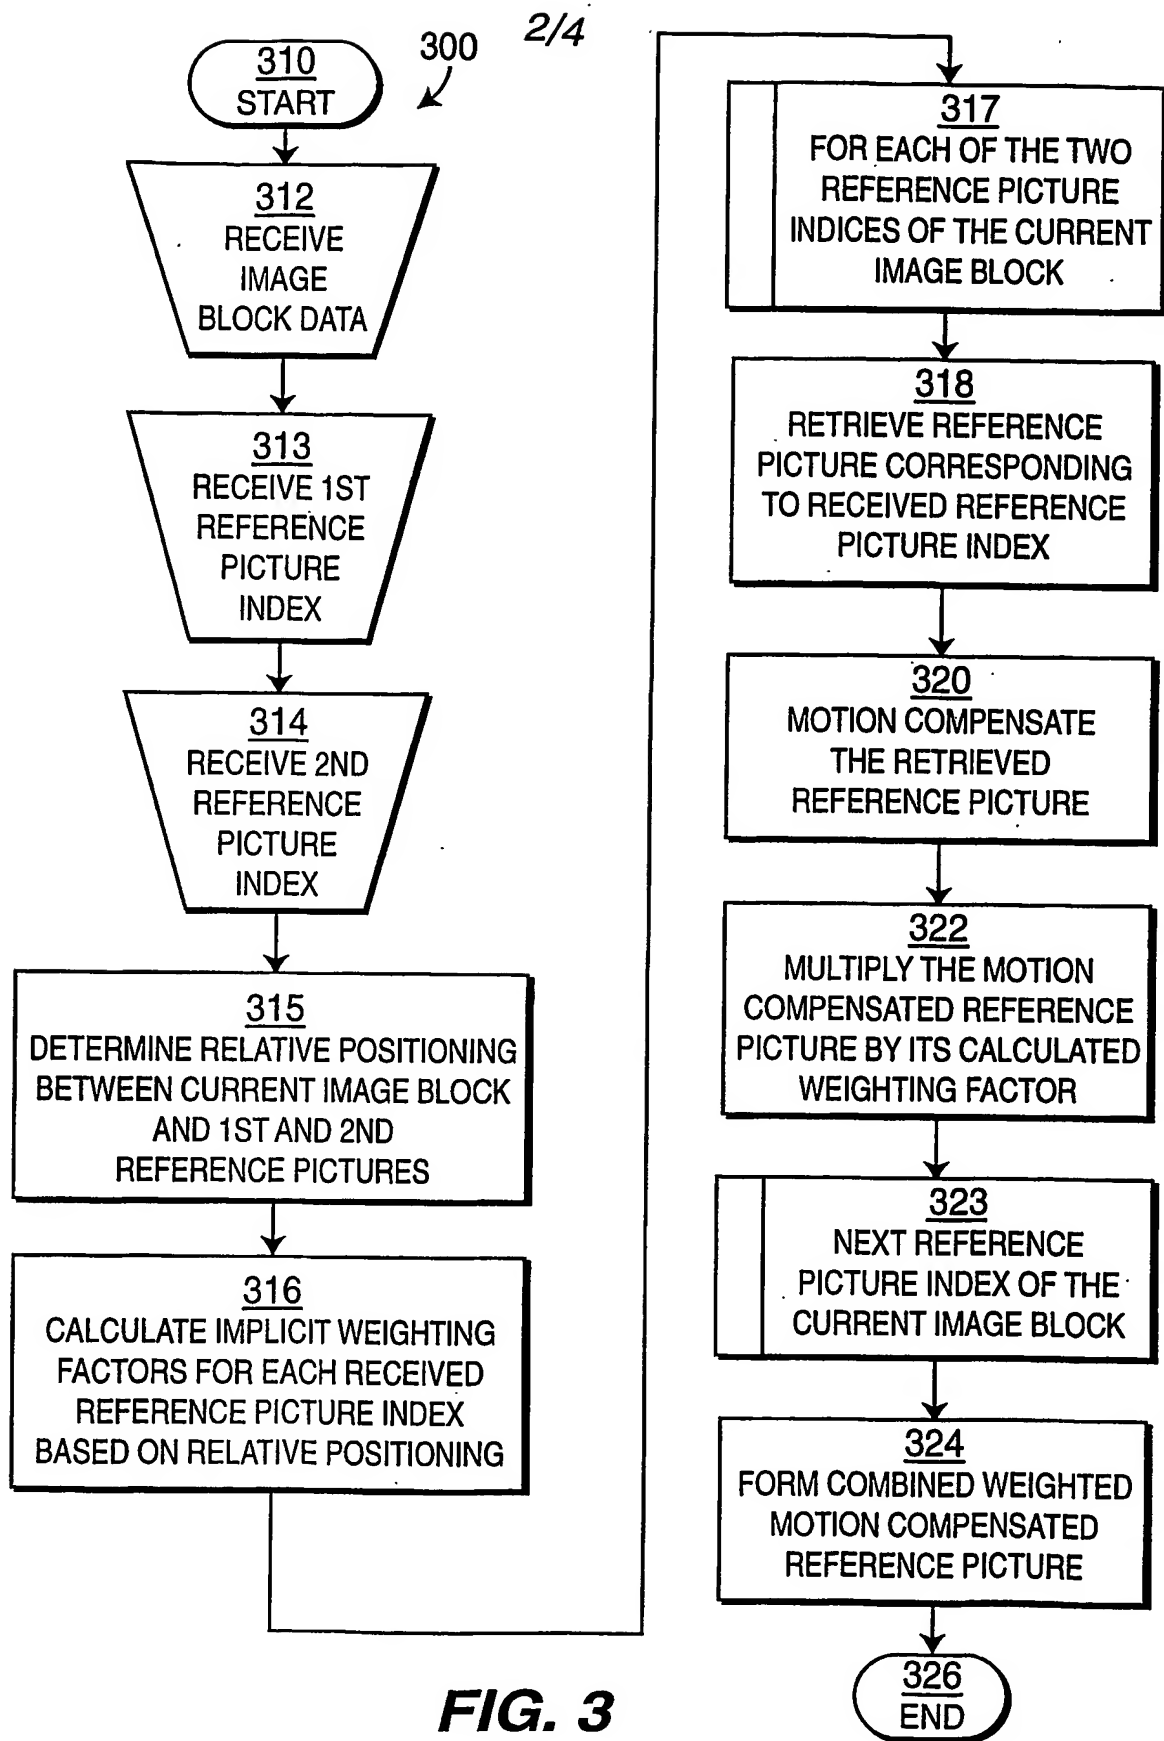 2/4
300
310
START
312
RECEIVE
IMAGE
BLOCK DATA
313
RECEIVE 1ST
REFERENCE
PICTURE
INDEX
314
RECEIVE 2ND
REFERENCE
PICTURE
INDEX
315
DETERMINE RELATIVE POSITIONING
BETWEEN CURRENT IMAGE BLOCK
AND 1ST AND 2ND
REFERENCE PICTURES
316
CALCULATE IMPLICIT WEIGHTING
FACTORS FOR EACH RECEIVED
REFERENCE PICTURE INDEX
BASED ON RELATIVE POSITIONING
317
FOR EACH OF THE TWO
REFERENCE PICTURE
INDICES OF THE CURRENT
IMAGE BLOCK
318
RETRIEVE REFERENCE
PICTURE CORRESPONDING
TO RECEIVED REFERENCE
PICTURE INDEX
320
MOTION COMPENSATE
THE RETRIEVED
REFERENCE PICTURE
322
MULTIPLY THE MOTION
COMPENSATED REFERENCE
PICTURE BY ITS CALCULATED
WEIGHTING FACTOR
323
NEXT REFERENCE
PICTURE INDEX OF THE
CURRENT IMAGE BLOCK
324
FORM COMBINED WEIGHTED
MOTION COMPENSATED
REFERENCE PICTURE
326
END
FIG. 3